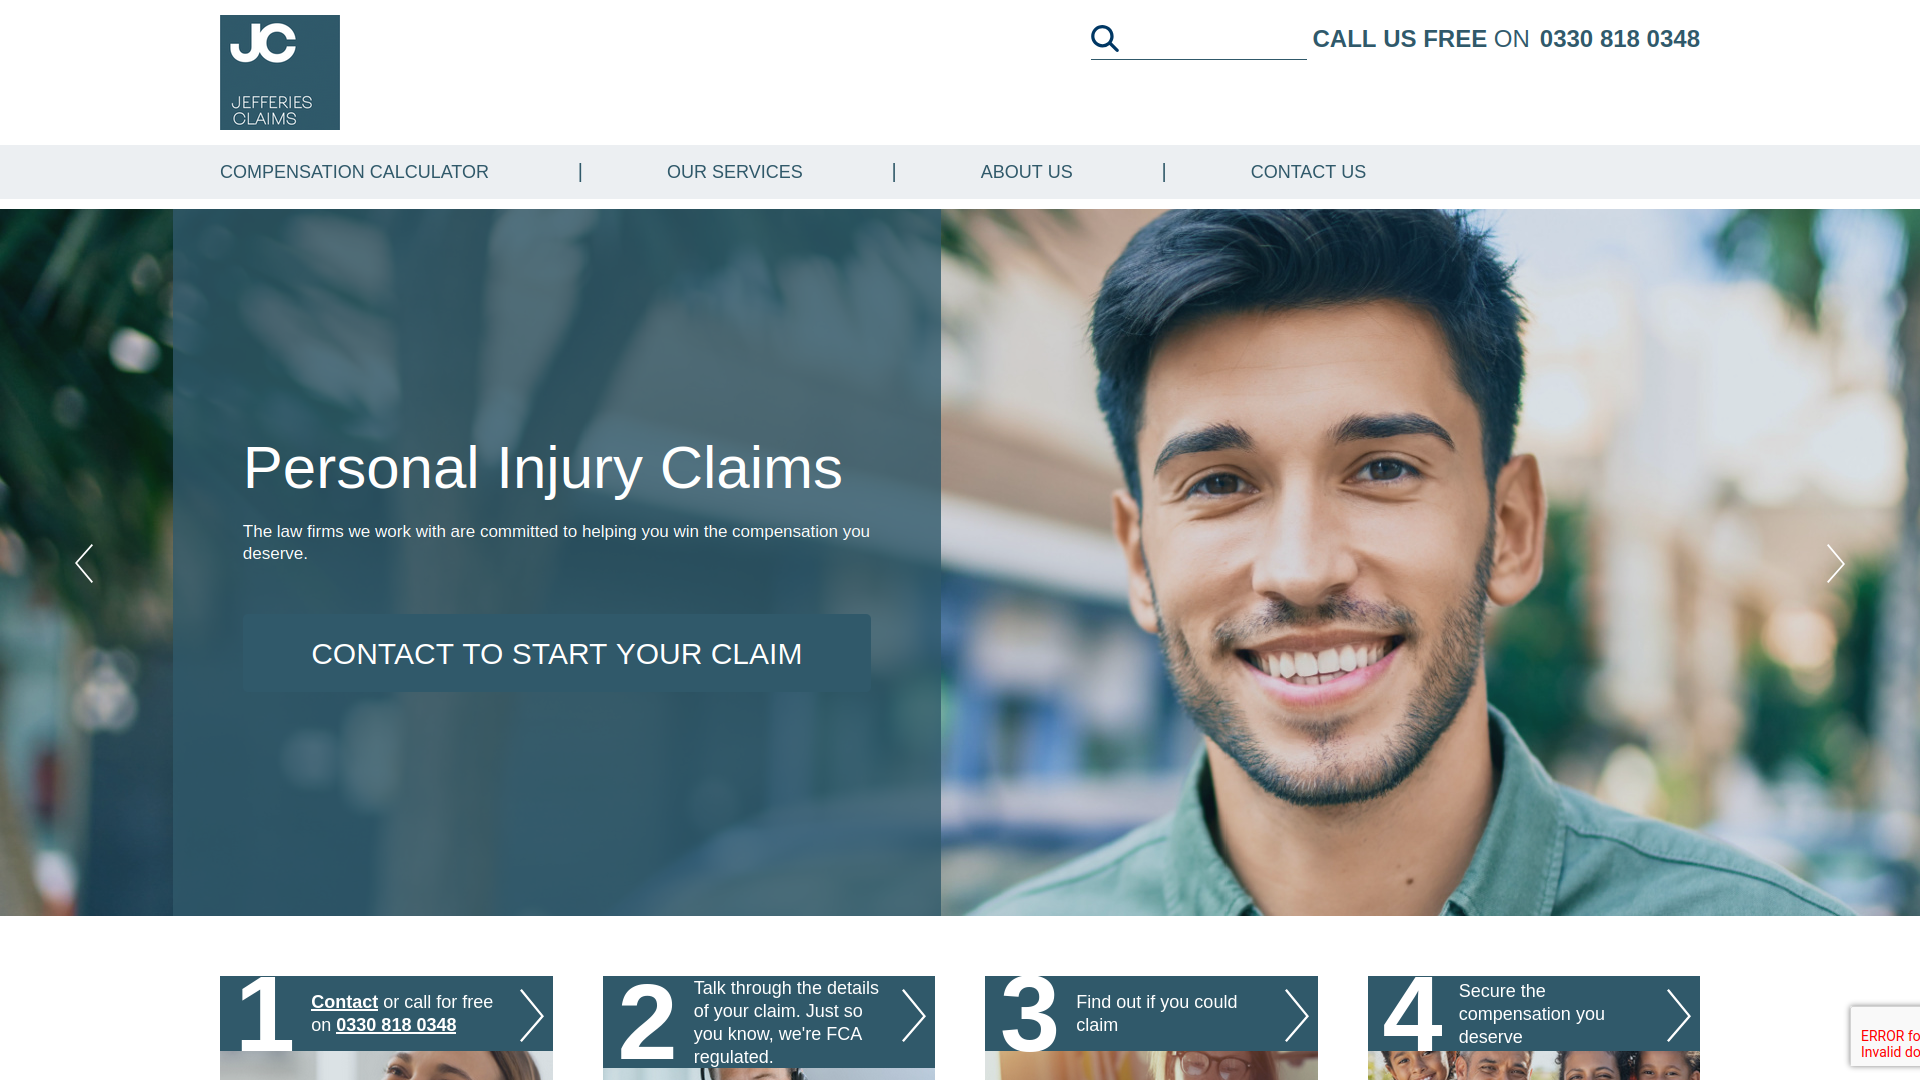 JC
JEFFERIES
CLAIMS
CALL US FREE ON 0330 818 0348
COMPENSATION CALCULATOR | OUR SERVICES | ABOUT US | CONTACT US
Personal Injury Claims
The law firms we work with are committed to helping you win the compensation you
deserve.
CONTACT TO START YOUR CLAIM
1
Contact or call for free
on 0330 818 0348
2
Talk through the details
of your claim. Just so
you know, we're FCA
regulated.
3
Find out if you could
claim
4
Secure the
compensation you
deserve
ERROR fo
Invalid do